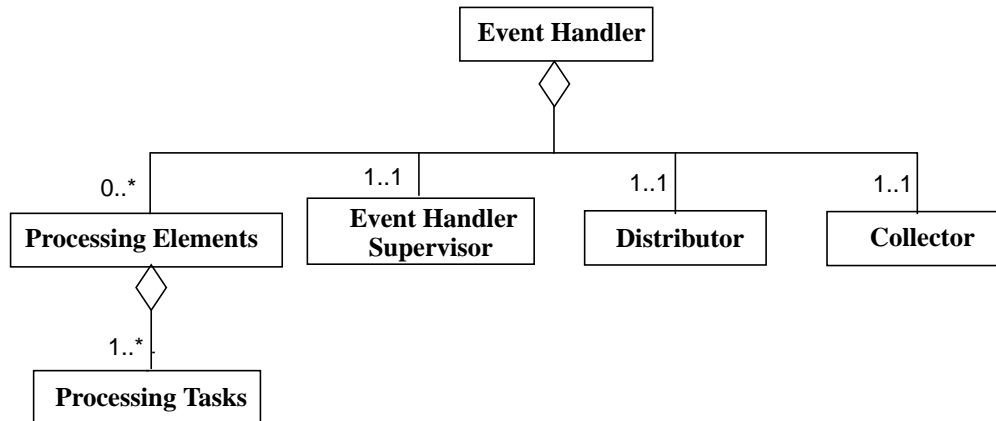 Event Handler
0..*
1..1
1..1
1..1
Processing Elements
Event Handler
Supervisor
Distributor
Collector
1..*
Processing Tasks